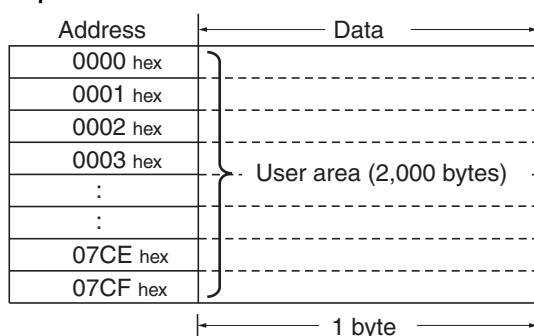 Address Data
0000 hex
0001 hex
0002 hex
0003 hex
User area (2,000 bytes)
:
:
07CE hex
07CF hex
1 byte